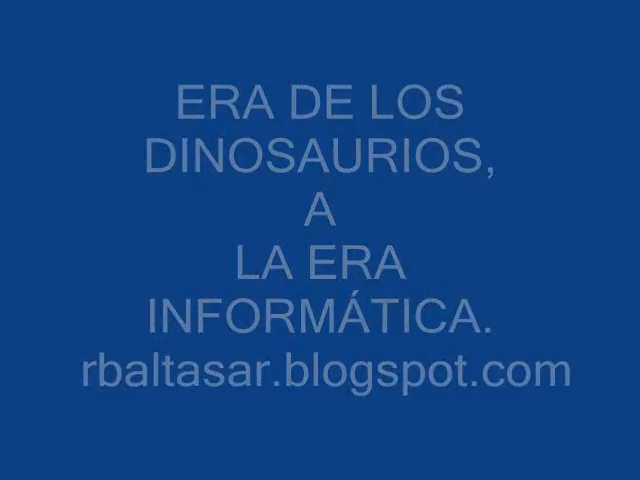 ERA DE LOS
DINOSAURIOS,
A
LA ERA
INFORMÁTICA.
rbaltasar.blogspot.com